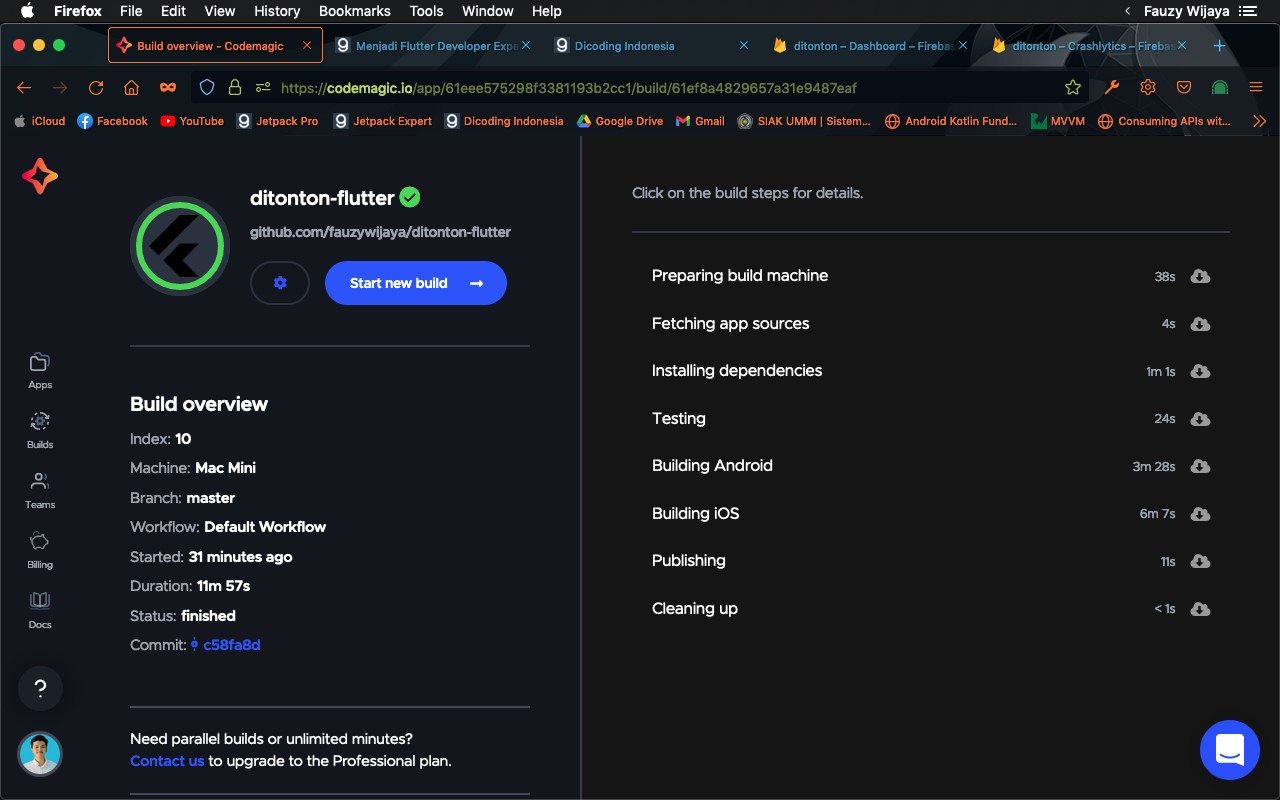 Firefox File Edit View History Bookmarks Tools Window Help Fauzy Wijaya
Build overview - Codemagic Menjadi Flutter Developer Expe Dicoding Indonesia ditonton – Dashboard – Firebas ditonton – Crashlytics – Fireba
https://codemagic.io/app/61eee575298f3381193b2cc1/build/61ef8a4829657a31e9487eaf
iCloud Facebook YouTube Jetpack Pro Jetpack Expert Dicoding Indonesia Google Drive Gmail SIAK UMMI | Sistem... Android Kotlin Fund... MVVM Consuming APIs wit...
ditonton-flutter
github.com/fauzywijaya/ditonton-flutter
Start new build
Apps
Builds
Teams
Billing
Docs
?
Build overview
Index: 10
Machine: Mac Mini
Branch: master
Workflow: Default Workflow
Started: 31 minutes ago
Duration: 11m 57s
Status: finished
Commit: c58fa8d
Need parallel builds or unlimited minutes?
Contact us to upgrade to the Professional plan.
Click on the build steps for details.
Preparing build machine 38s
Fetching app sources 4s
Installing dependencies 1m 1s
Testing 24s
Building Android 3m 28s
Building iOS 6m 7s
Publishing 11s
Cleaning up < 1s